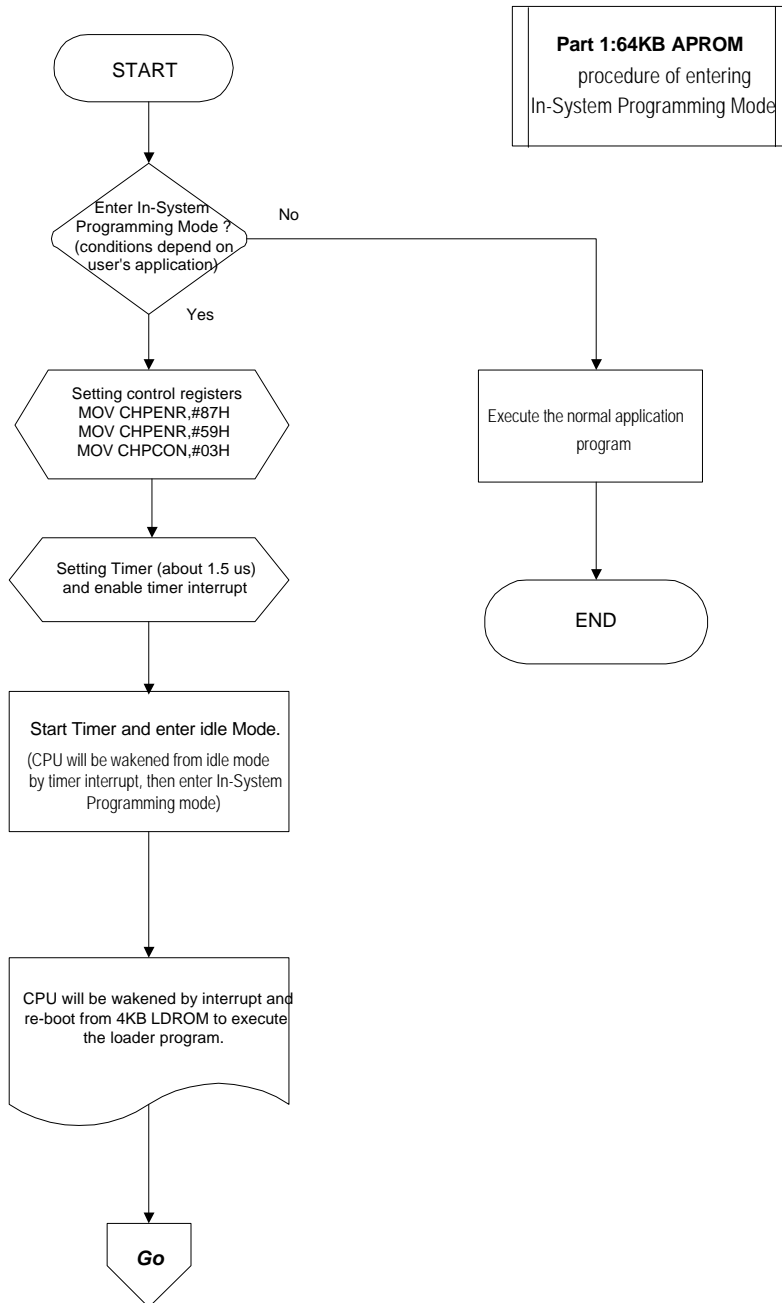 START
Part 1:64KB APROM
procedure of entering
In-System Programming Mode
Enter In-System
Programming Mode ?
(conditions depend on
user's application)
No
Yes
Setting control registers
MOV CHPENR,#87H
MOV CHPENR,#59H
MOV CHPCON,#03H
Execute the normal application
program
Setting Timer (about 1.5 us)
and enable timer interrupt
END
Start Timer and enter idle Mode.
(CPU will be wakened from idle mode
by timer interrupt, then enter In-System
Programming mode)
CPU will be wakened by interrupt and
re-boot from 4KB LDROM to execute
the loader program.
Go